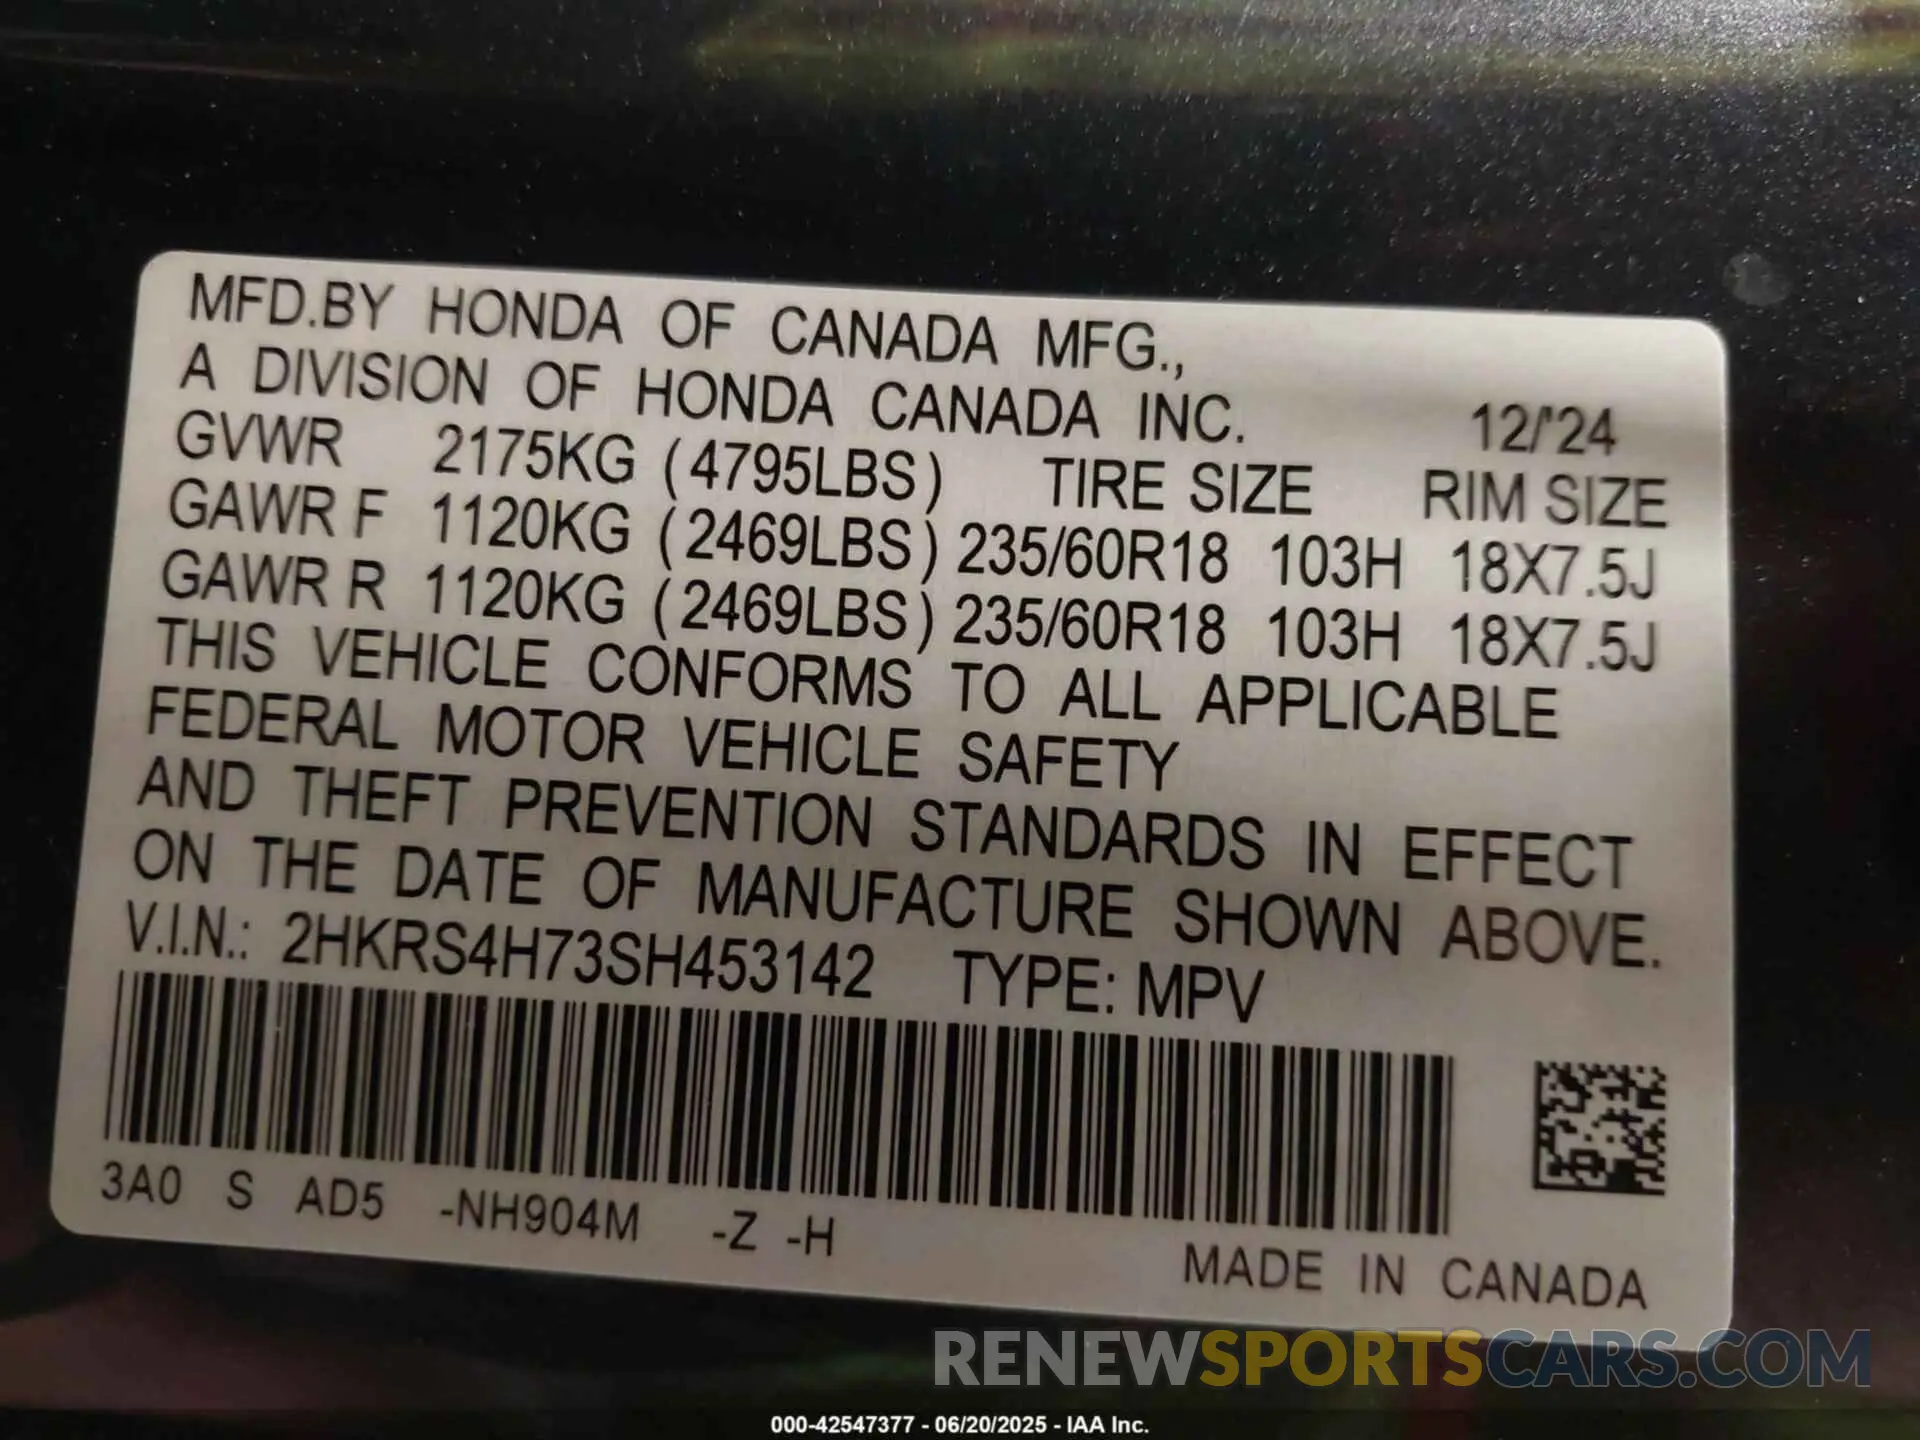 MFD.BY HONDA OF CANADA MFG.,
A DIVISION OF HONDA CANADA INC. 12/'24
GVWR 2175KG (4795LBS) TIRE SIZE RIM SIZE
GAWR F 1120KG (2469LBS) 235/60R18 103H 18X7.5J
GAWR R 1120KG (2469LBS) 235/60R18 103H 18X7.5J
THIS VEHICLE CONFORMS TO ALL APPLICABLE
FEDERAL MOTOR VEHICLE SAFETY
AND THEFT PREVENTION STANDARDS IN EFFECT
ON THE DATE OF MANUFACTURE SHOWN ABOVE.
V.I.N.: 2HKRS4H73SH453142 TYPE: MPV
3A0 S AD5 -NH904M -Z -H
MADE IN CANADA
RENEWSPORTSCARS.COM
000-42547377 - 06/20/2025 - IAA Inc.